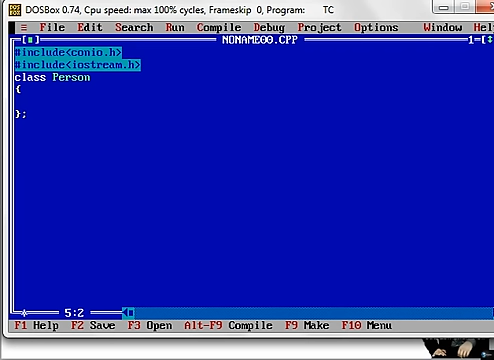 DOSBox 0.74, Cpu speed: max 100% cycles, Frameskip 0, Program: TC
≡ File Edit Search Run Compile Debug Project Options Window Hel
[■] NONAME00.CPP 1=[↕
#include<conio.h>
#include<iostream.h>
class Person
{
};
5:2
F1 Help F2 Save F3 Open Alt-F9 Compile F9 Make F10 Menu